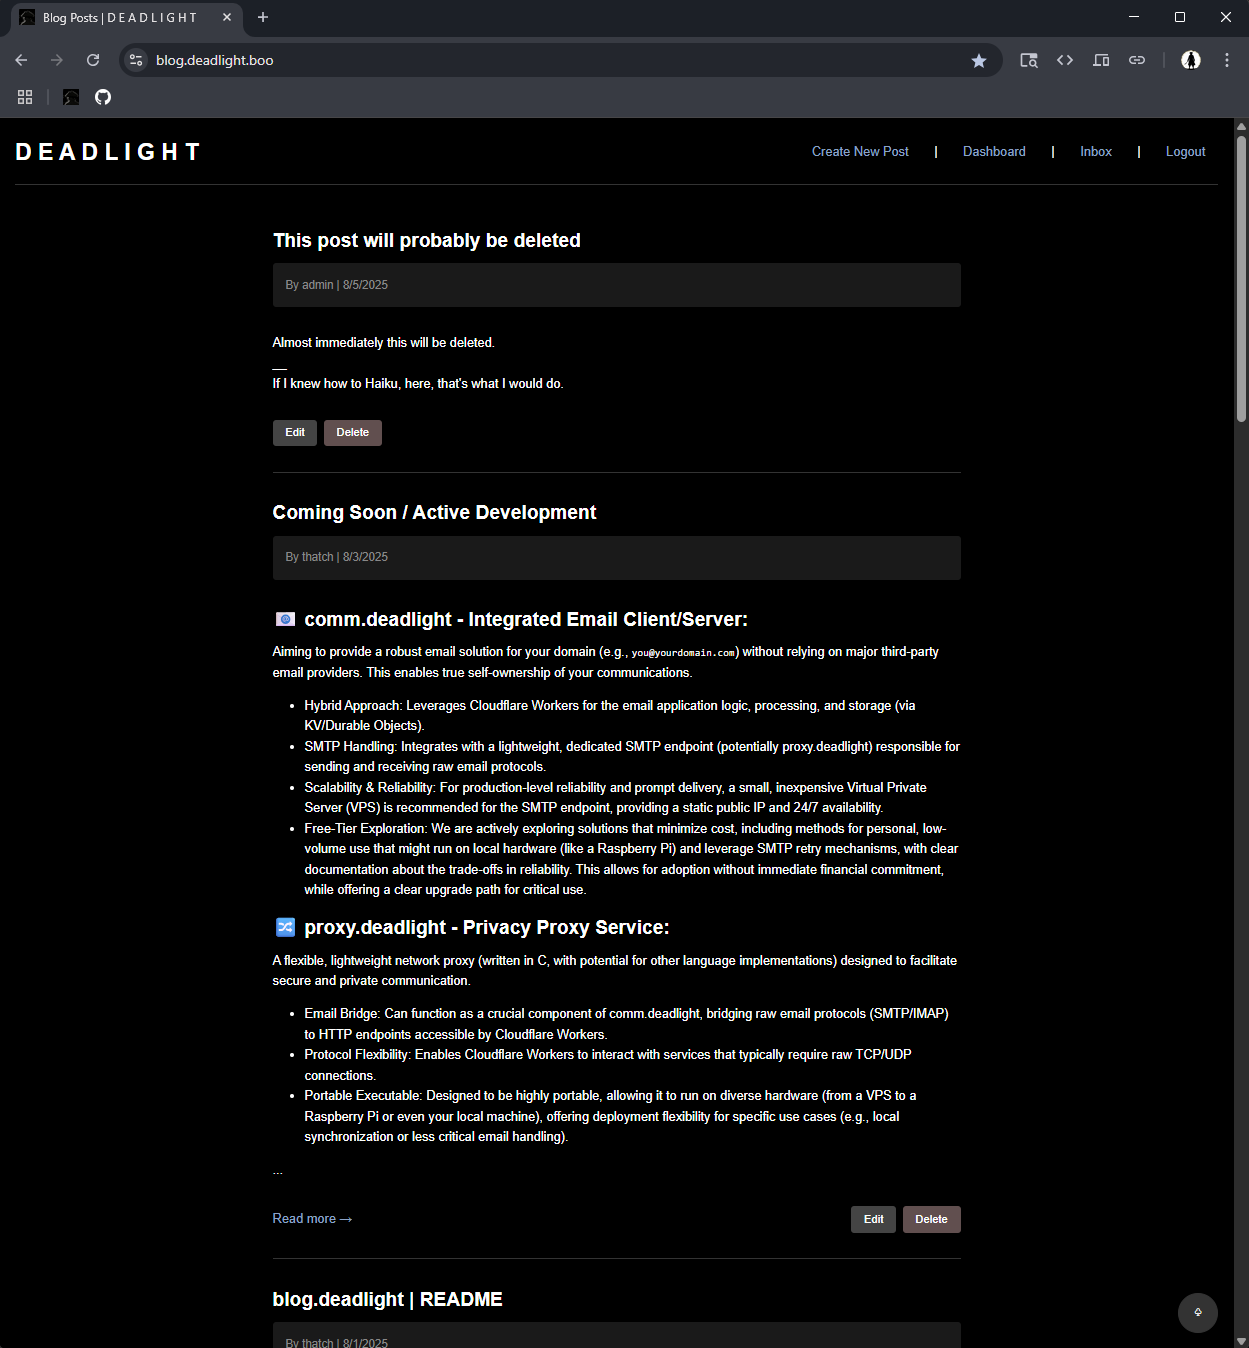 Blog Posts | D E A D L I G H T
blog.deadlight.boo
DEADLIGHT
Create New Post | Dashboard | Inbox | Logout
This post will probably be deleted
By admin | 8/5/2025
Almost immediately this will be deleted.
__
If I knew how to Haiku, here, that's what I would do.
Edit Delete
Coming Soon / Active Development
By thatch | 8/3/2025
📧 comm.deadlight - Integrated Email Client/Server:
Aiming to provide a robust email solution for your domain (e.g., you@yourdomain.com) without relying on major third-party
email providers. This enables true self-ownership of your communications.
• Hybrid Approach: Leverages Cloudflare Workers for the email application logic, processing, and storage (via
KV/Durable Objects).
• SMTP Handling: Integrates with a lightweight, dedicated SMTP endpoint (potentially proxy.deadlight) responsible for
sending and receiving raw email protocols.
• Scalability & Reliability: For production-level reliability and prompt delivery, a small, inexpensive Virtual Private
Server (VPS) is recommended for the SMTP endpoint, providing a static public IP and 24/7 availability.
• Free-Tier Exploration: We are actively exploring solutions that minimize cost, including methods for personal, low-
volume use that might run on local hardware (like a Raspberry Pi) and leverage SMTP retry mechanisms, with clear
documentation about the trade-offs in reliability. This allows for adoption without immediate financial commitment,
while offering a clear upgrade path for critical use.
🔀 proxy.deadlight - Privacy Proxy Service:
A flexible, lightweight network proxy (written in C, with potential for other language implementations) designed to facilitate
secure and private communication.
• Email Bridge: Can function as a crucial component of comm.deadlight, bridging raw email protocols (SMTP/IMAP)
to HTTP endpoints accessible by Cloudflare Workers.
• Protocol Flexibility: Enables Cloudflare Workers to interact with services that typically require raw TCP/UDP
connections.
• Portable Executable: Designed to be highly portable, allowing it to run on diverse hardware (from a VPS to a
Raspberry Pi or even your local machine), offering deployment flexibility for specific use cases (e.g., local
synchronization or less critical email handling).
...
Read more → Edit Delete
blog.deadlight | README
By thatch | 8/1/2025